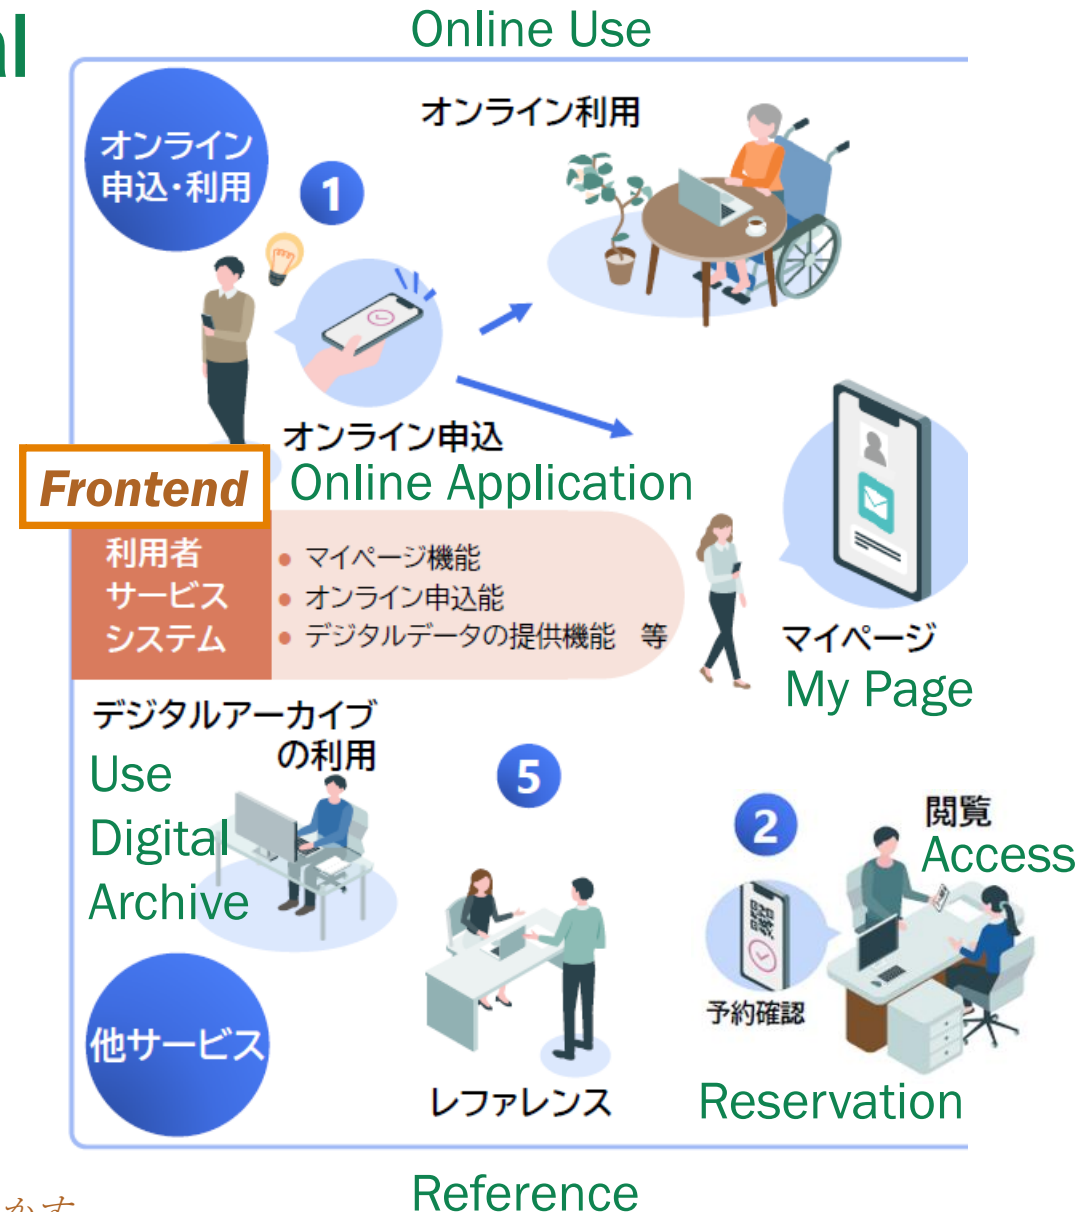 al
Online Use
オンライン
申込・利用
1
オンライン利用
オンライン申込
Online Application
Frontend
利用者
サービス
システム
• マイページ機能
• オンライン申込能
• デジタルデータの提供機能　等
マイページ
My Page
デジタルアーカイブ
の利用
Use
Digital
Archive
5
2
閲覧
Access
予約確認
他サービス
レファレンス
Reservation
Reference
かす